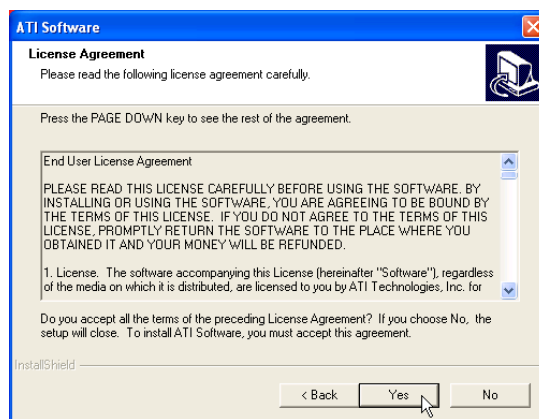 ATI Software
License Agreement
Please read the following license agreement carefully.
Press the PAGE DOWN key to see the rest of the agreement.
End User License Agreement
PLEASE READ THIS LICENSE CAREFULLY BEFORE USING THE SOFTWARE. BY
INSTALLING OR USING THE SOFTWARE, YOU ARE AGREEING TO BE BOUND BY
THE TERMS OF THIS LICENSE. IF YOU DO NOT AGREE TO THE TERMS OF THIS
LICENSE, PROMPTLY RETURN THE SOFTWARE TO THE PLACE WHERE YOU
OBTAINED IT AND YOUR MONEY WILL BE REFUNDED.
1. License. The software accompanying this License (hereinafter "Software"), regardless
of the media on which it is distributed, are licensed to you by ATI Technologies, Inc. for
Do you accept all the terms of the preceding License Agreement? If you choose No, the
setup will close. To install ATI Software, you must accept this agreement.
InstallShield
< Back Yes No